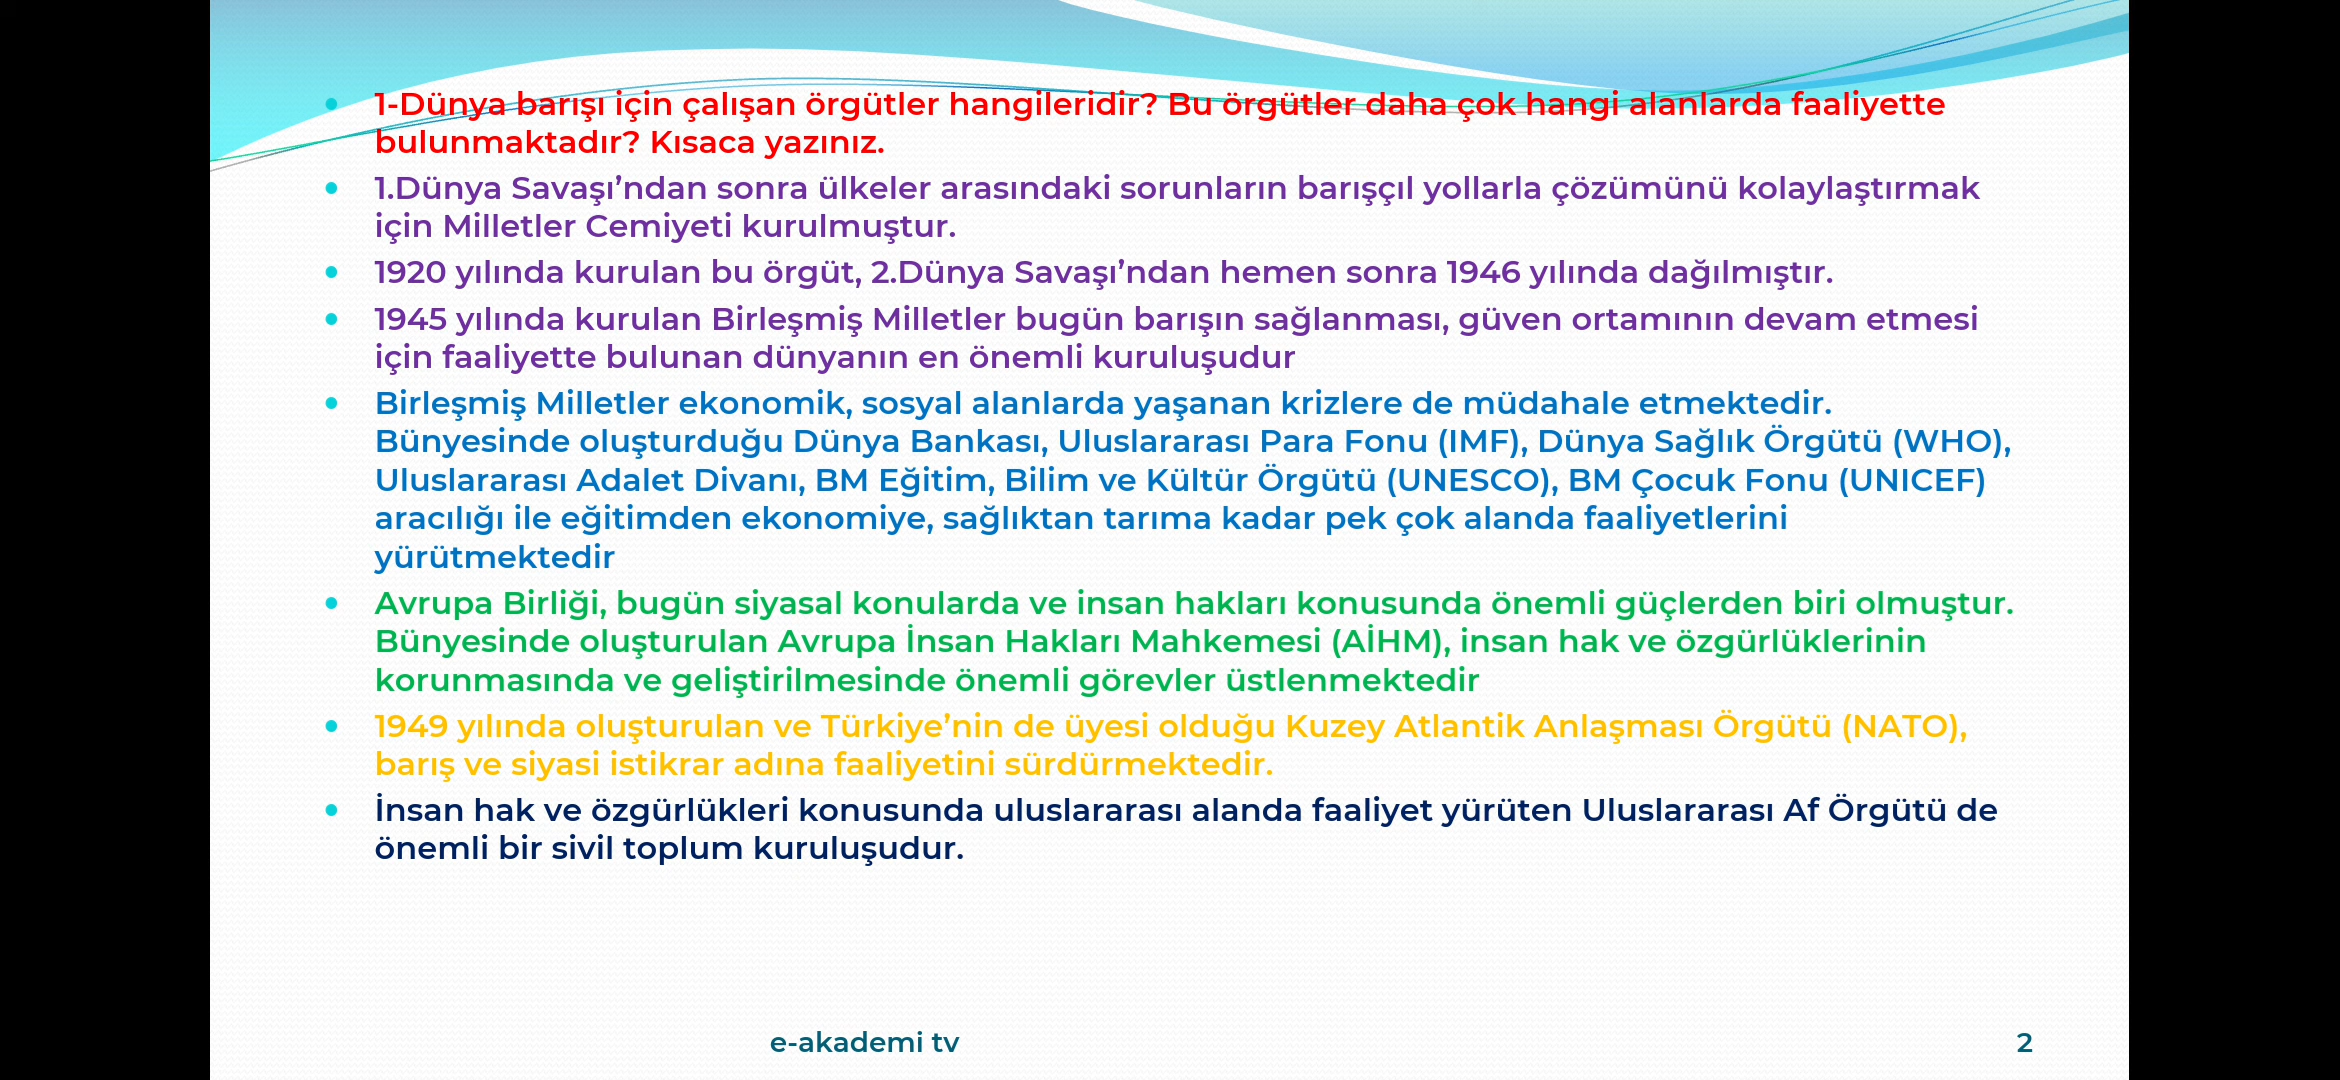 1-Dünya barışı için çalışan örgütler hangileridir? Bu örgütler daha çok hangi alanlarda faaliyette
bulunmaktadır? Kısaca yazınız.
1.Dünya Savaşı’ndan sonra ülkeler arasındaki sorunların barışçıl yollarla çözümünü kolaylaştırmak
için Milletler Cemiyeti kurulmuştur.
1920 yılında kurulan bu örgüt, 2.Dünya Savaşı’ndan hemen sonra 1946 yılında dağılmıştır.
1945 yılında kurulan Birleşmiş Milletler bugün barışın sağlanması, güven ortamının devam etmesi
için faaliyette bulunan dünyanın en önemli kuruluşudur
Birleşmiş Milletler ekonomik, sosyal alanlarda yaşanan krizlere de müdahale etmektedir.
Bünyesinde oluşturduğu Dünya Bankası, Uluslararası Para Fonu (IMF), Dünya Sağlık Örgütü (WHO),
Uluslararası Adalet Divanı, BM Eğitim, Bilim ve Kültür Örgütü (UNESCO), BM Çocuk Fonu (UNICEF)
aracılığı ile eğitimden ekonomiye, sağlıktan tarıma kadar pek çok alanda faaliyetlerini
yürütmektedir
Avrupa Birliği, bugün siyasal konularda ve insan hakları konusunda önemli güçlerden biri olmuştur.
Bünyesinde oluşturulan Avrupa İnsan Hakları Mahkemesi (AİHM), insan hak ve özgürlüklerinin
korunmasında ve geliştirilmesinde önemli görevler üstlenmektedir
1949 yılında oluşturulan ve Türkiye’nin de üyesi olduğu Kuzey Atlantik Anlaşması Örgütü (NATO),
barış ve siyasi istikrar adına faaliyetini sürdürmektedir.
İnsan hak ve özgürlükleri konusunda uluslararası alanda faaliyet yürüten Uluslararası Af Örgütü de
önemli bir sivil toplum kuruluşudur.
e-akademi tv
2